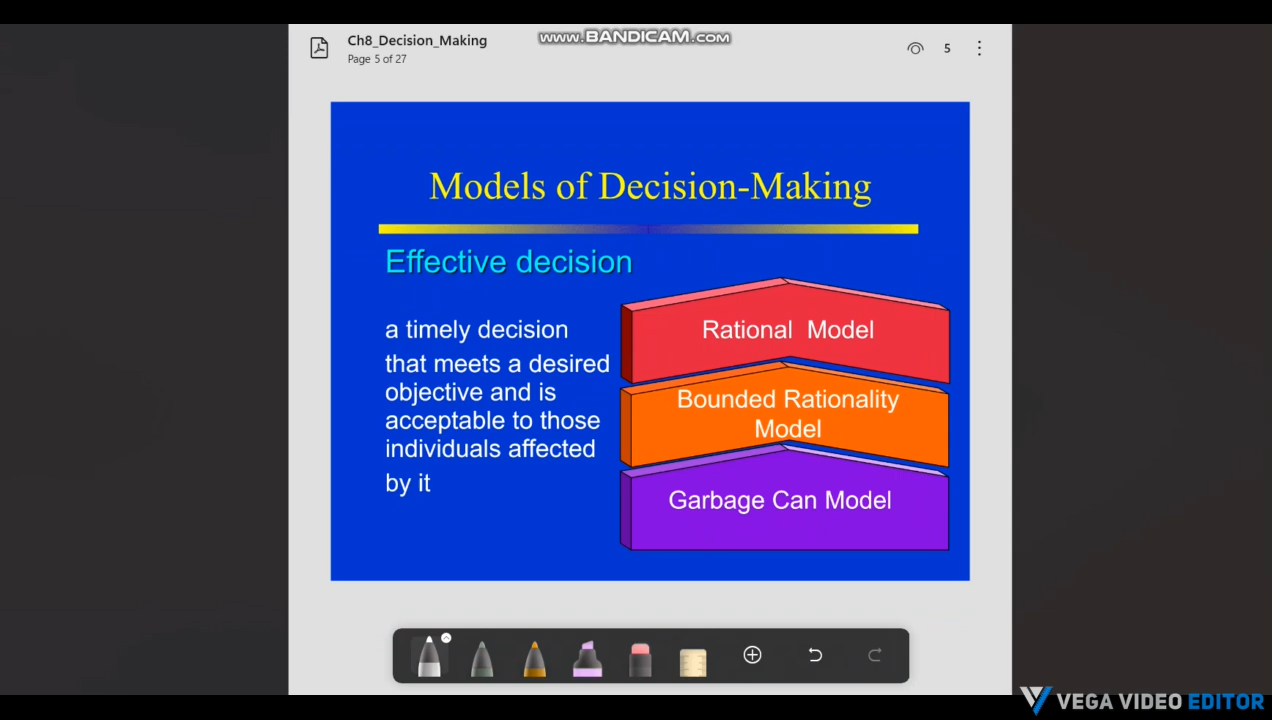 Ch8_Decision_Making
www.BANDICAM.com
5
Page 5 of 27
Models of Decision-Making
Effective decision
a timely decision
that meets a desired
objective and is
acceptable to those
individuals affected
by it
Rational Model
Bounded Rationality
Model
Garbage Can Model
VEGA VIDEO EDITOR